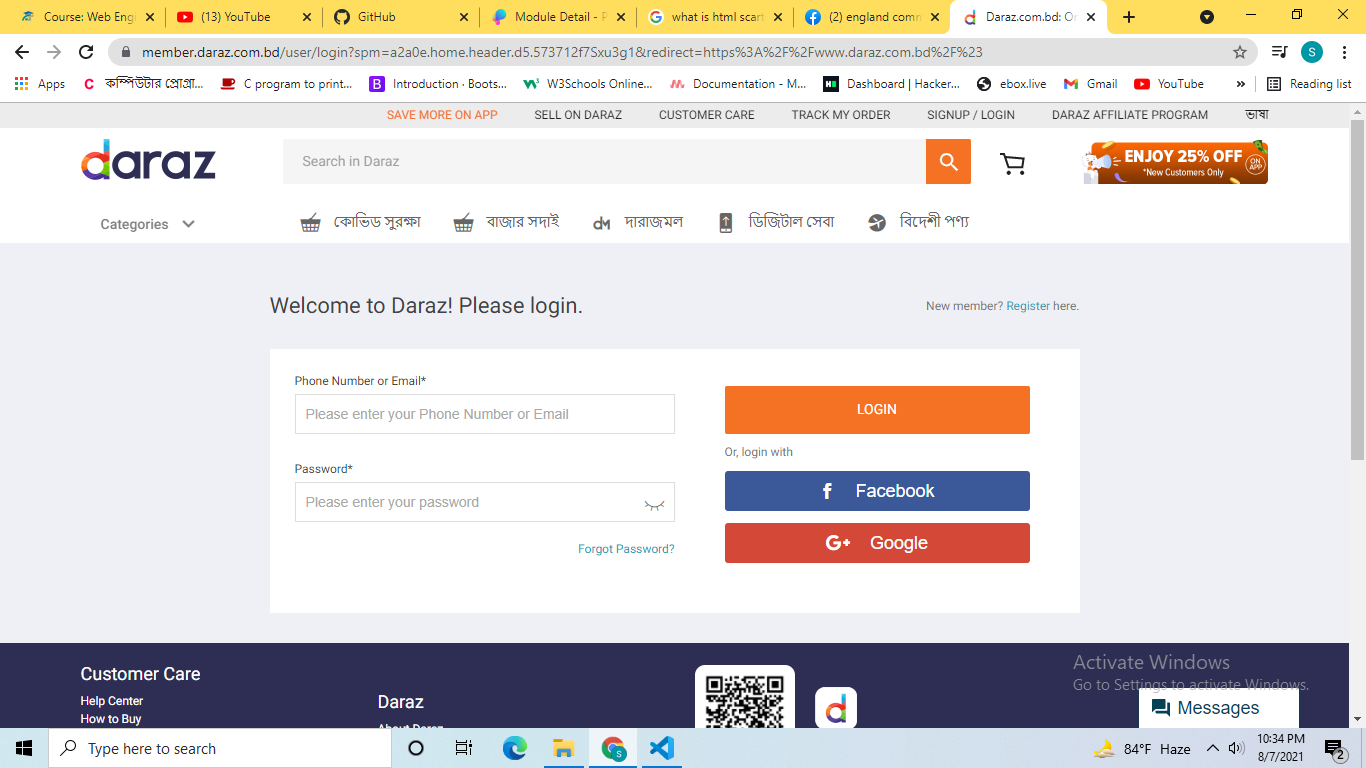 Course: Web Engi
(13) YouTube
GitHub
Module Detail - P
what is html scart
(2) england comm
Daraz.com.bd: On
member.daraz.com.bd/user/login?spm=a2a0e.home.header.d5.573712f7Sxu3g1&redirect=https%3A%2F%2Fwww.daraz.com.bd%2F%23
S
Apps
কম্পিউটার প্রোগ্রা...
C program to print...
Introduction · Boots...
W3Schools Online...
Documentation - M...
Dashboard | Hacker...
ebox.live
Gmail
YouTube
»
Reading list
SAVE MORE ON APP
SELL ON DARAZ
CUSTOMER CARE
TRACK MY ORDER
SIGNUP / LOGIN
DARAZ AFFILIATE PROGRAM
ভাষা
daraz
Search in Daraz
ENJOY 25% OFF
*New Customers Only
ON APP
Categories
কোভিড সুরক্ষা
বাজার সদাই
দারাজমল
ডিজিটাল সেবা
বিদেশী পণ্য
Welcome to Daraz! Please login.
New member? Register here.
Phone Number or Email*
Please enter your Phone Number or Email
Password*
Please enter your password
Forgot Password?
LOGIN
Or, login with
Facebook
G+ Google
Customer Care
Help Center
How to Buy
Daraz
About Daraz
Activate Windows
Go to Settings to activate Windows.
Messages
Type here to search
84°F Haze
10:34 PM
8/7/2021
2